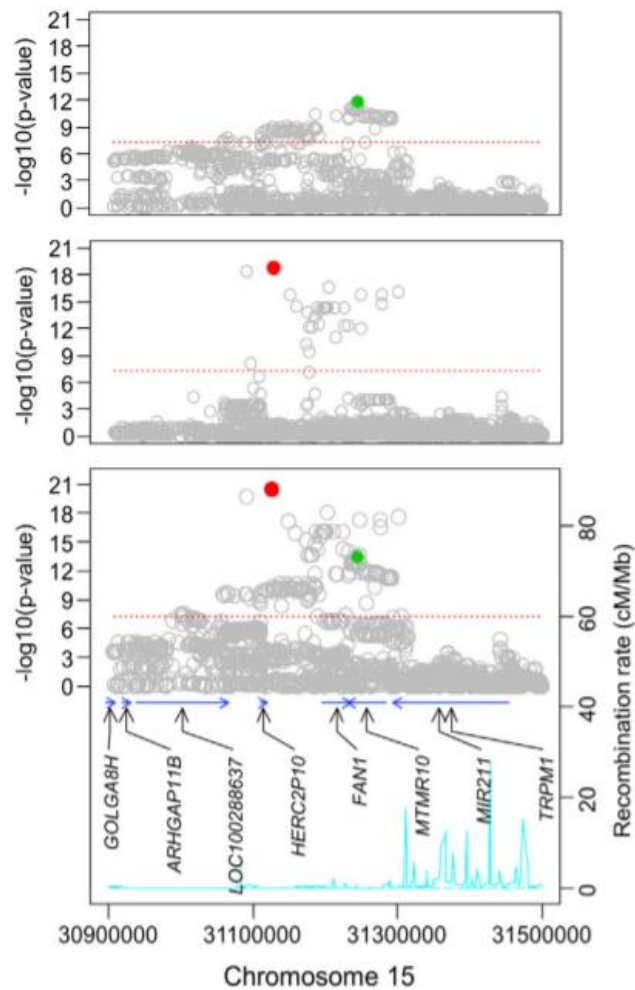 21
18
15
12
9
6
3
0
-log10(p-value)
21
18
15
12
9
6
3
0
-log10(p-value)
21
18
15
12
9
6
3
0
-log10(p-value)
80
60
40
20
0
Recombination rate (cM/Mb)
GOLGA8H
ARHGAP11B
LOC100288637
HERC2P10
FAN1
MTMR10
MIR211
TRPM1
30900000 31100000 31300000 31500000
Chromosome 15